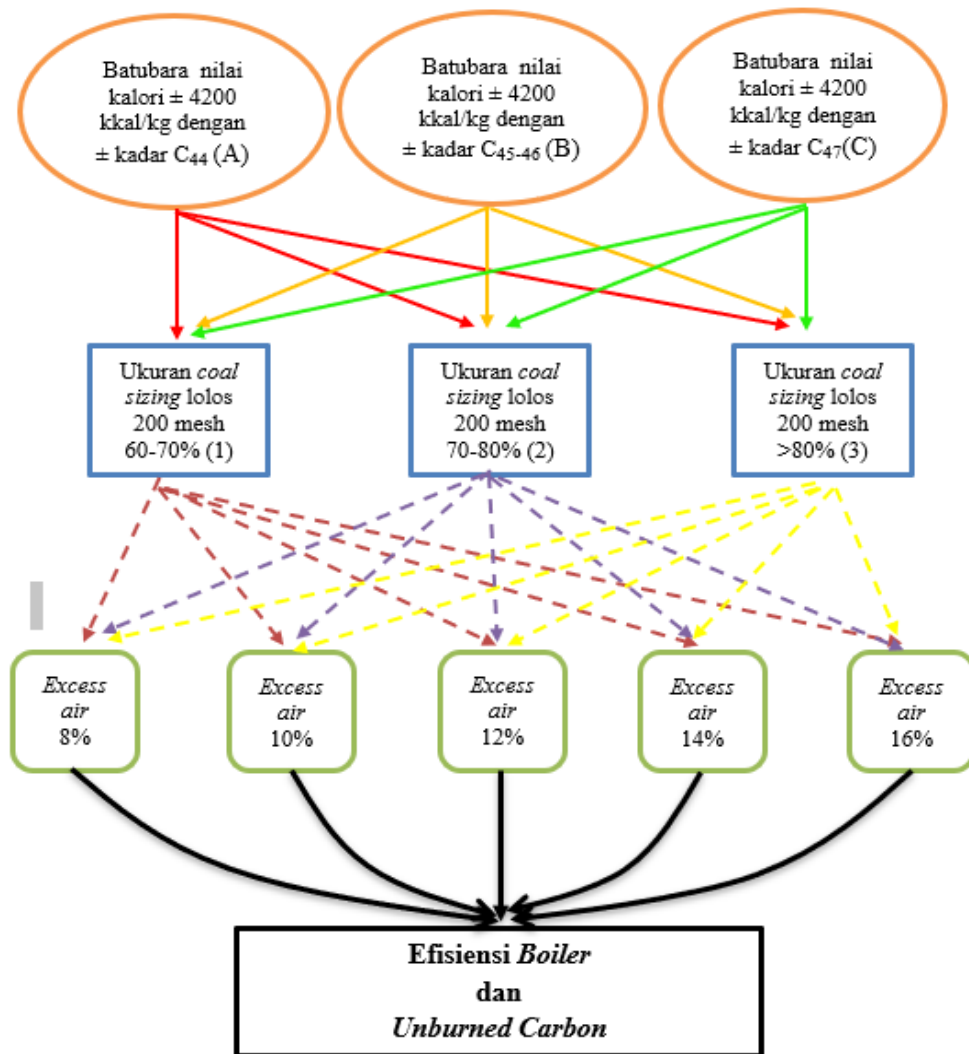 Batubara nilai
kalori ± 4200
kkal/kg dengan
± kadar C₄₄ (A)
Batubara nilai
kalori ± 4200
kkal/kg dengan
± kadar C₄₅₋₄₆ (B)
Batubara nilai
kalori ± 4200
kkal/kg dengan
± kadar C₄₇(C)
Ukuran coal
sizing lolos
200 mesh
60-70% (1)
Ukuran coal
sizing lolos
200 mesh
70-80% (2)
Ukuran coal
sizing lolos
200 mesh
>80% (3)
Excess
air
8%
Excess
air
10%
Excess
air
12%
Excess
air
14%
Excess
air
16%
Efisiensi Boiler
dan
Unburned Carbon